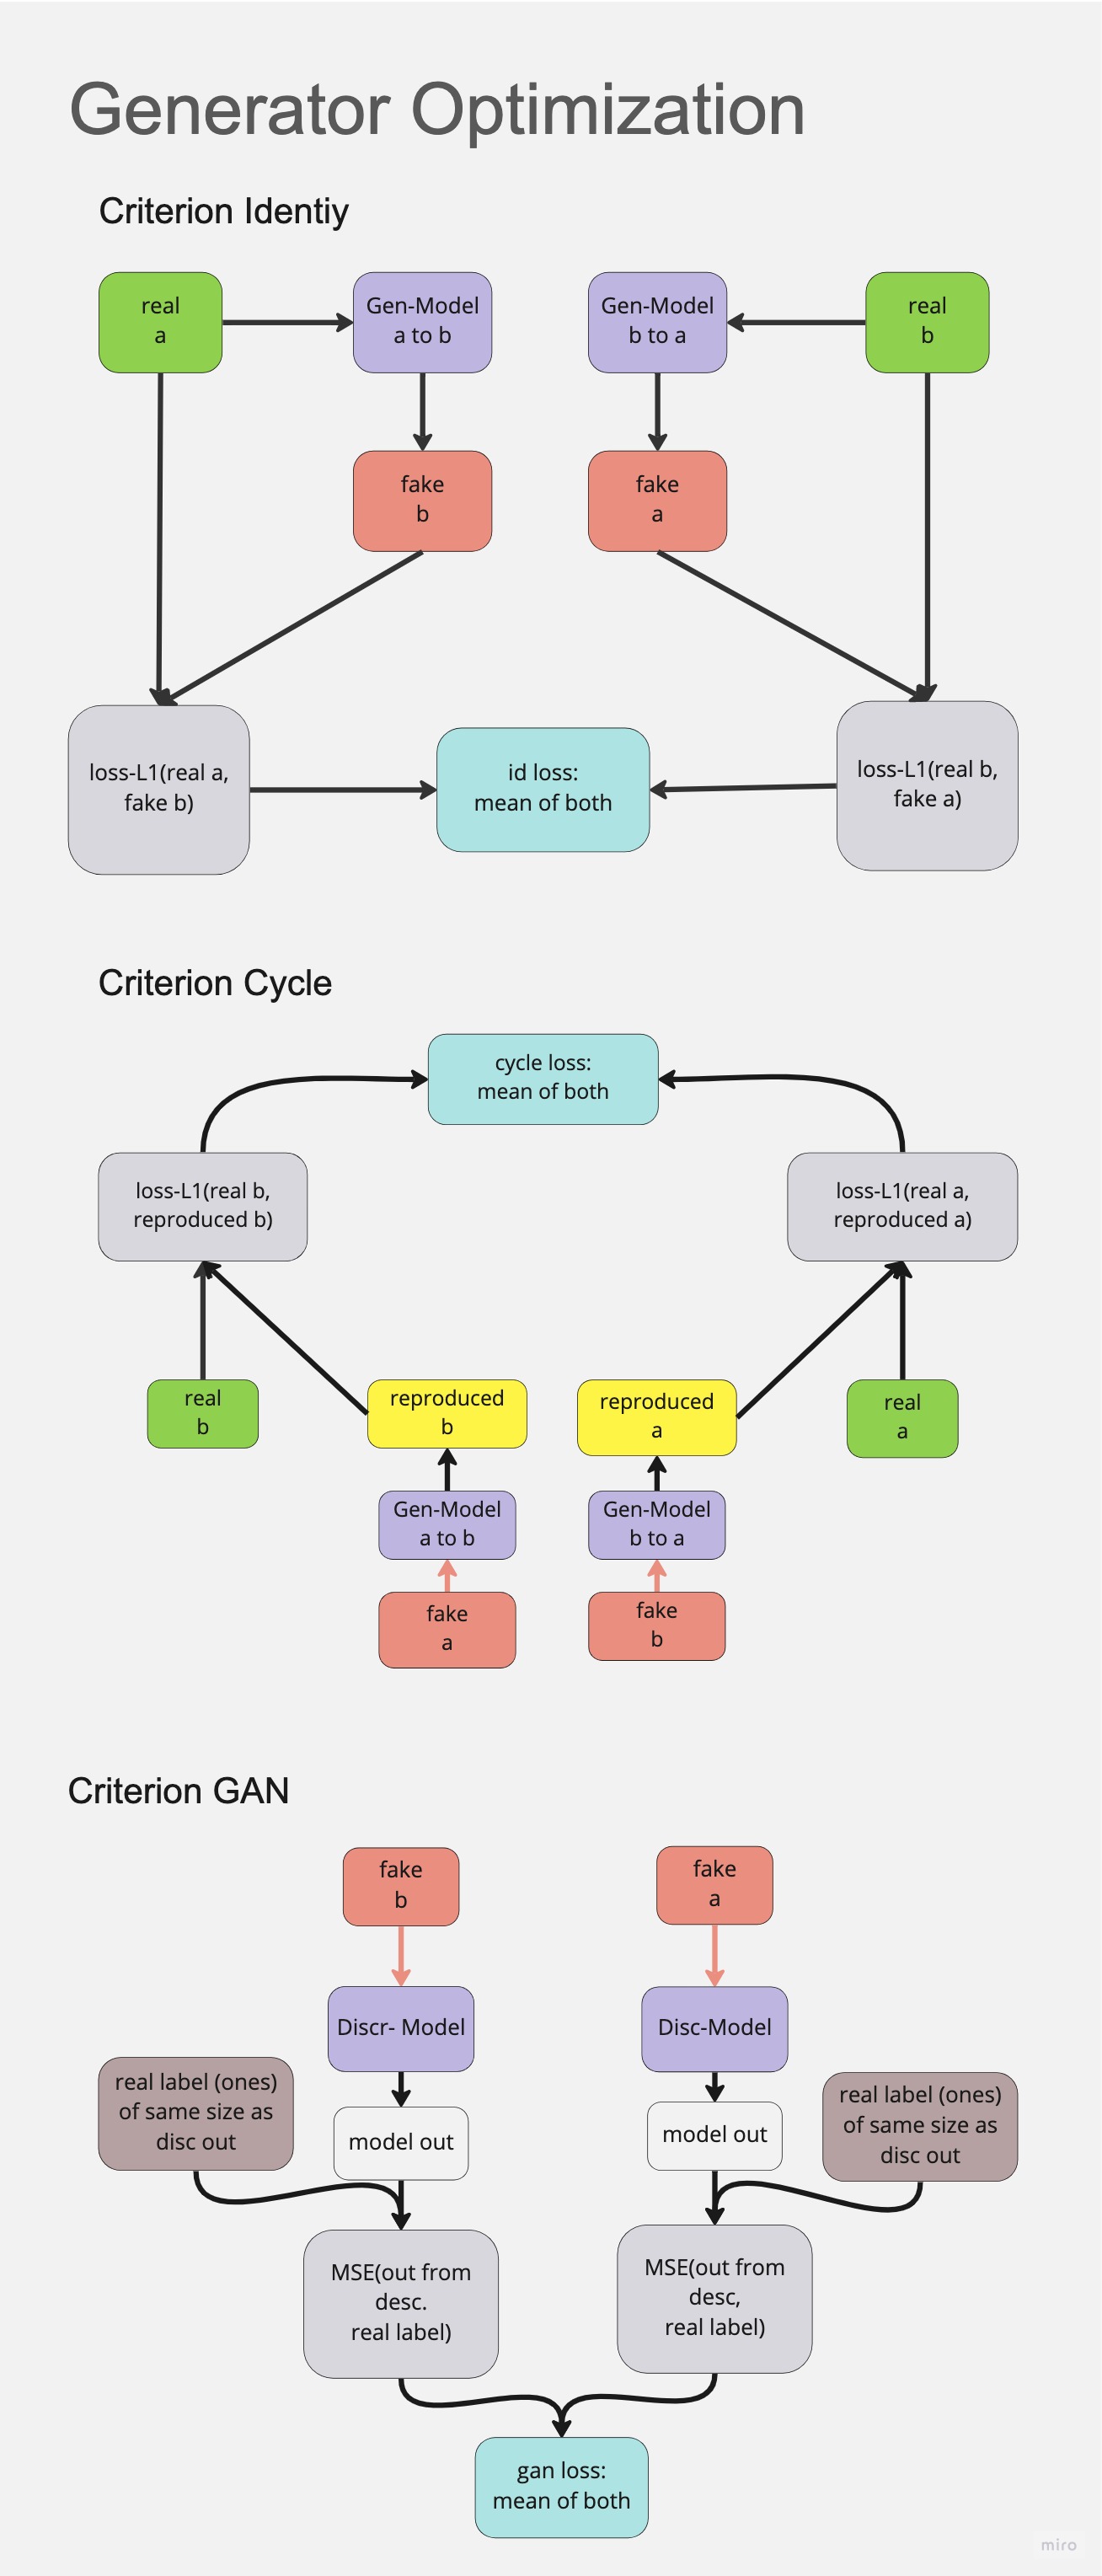 Generator Optimization
Criterion Identiy
real
a
Gen-Model
a to b
Gen-Model
b to a
real
b
fake
b
fake
a
loss-L1(real a,
fake b)
id loss:
mean of both
loss-L1(real b,
fake a)
Criterion Cycle
cycle loss:
mean of both
loss-L1(real b,
reproduced b)
loss-L1(real a,
reproduced a)
real
b
reproduced
b
reproduced
a
real
a
Gen-Model
a to b
Gen-Model
b to a
fake
a
fake
b
Criterion GAN
fake
b
fake
a
Discr- Model
Disc-Model
real label (ones)
of same size as
disc out
model out
model out
real label (ones)
of same size as
disc out
MSE(out from
desc.
real label)
MSE(out from
desc,
real label)
gan loss:
mean of both
miro